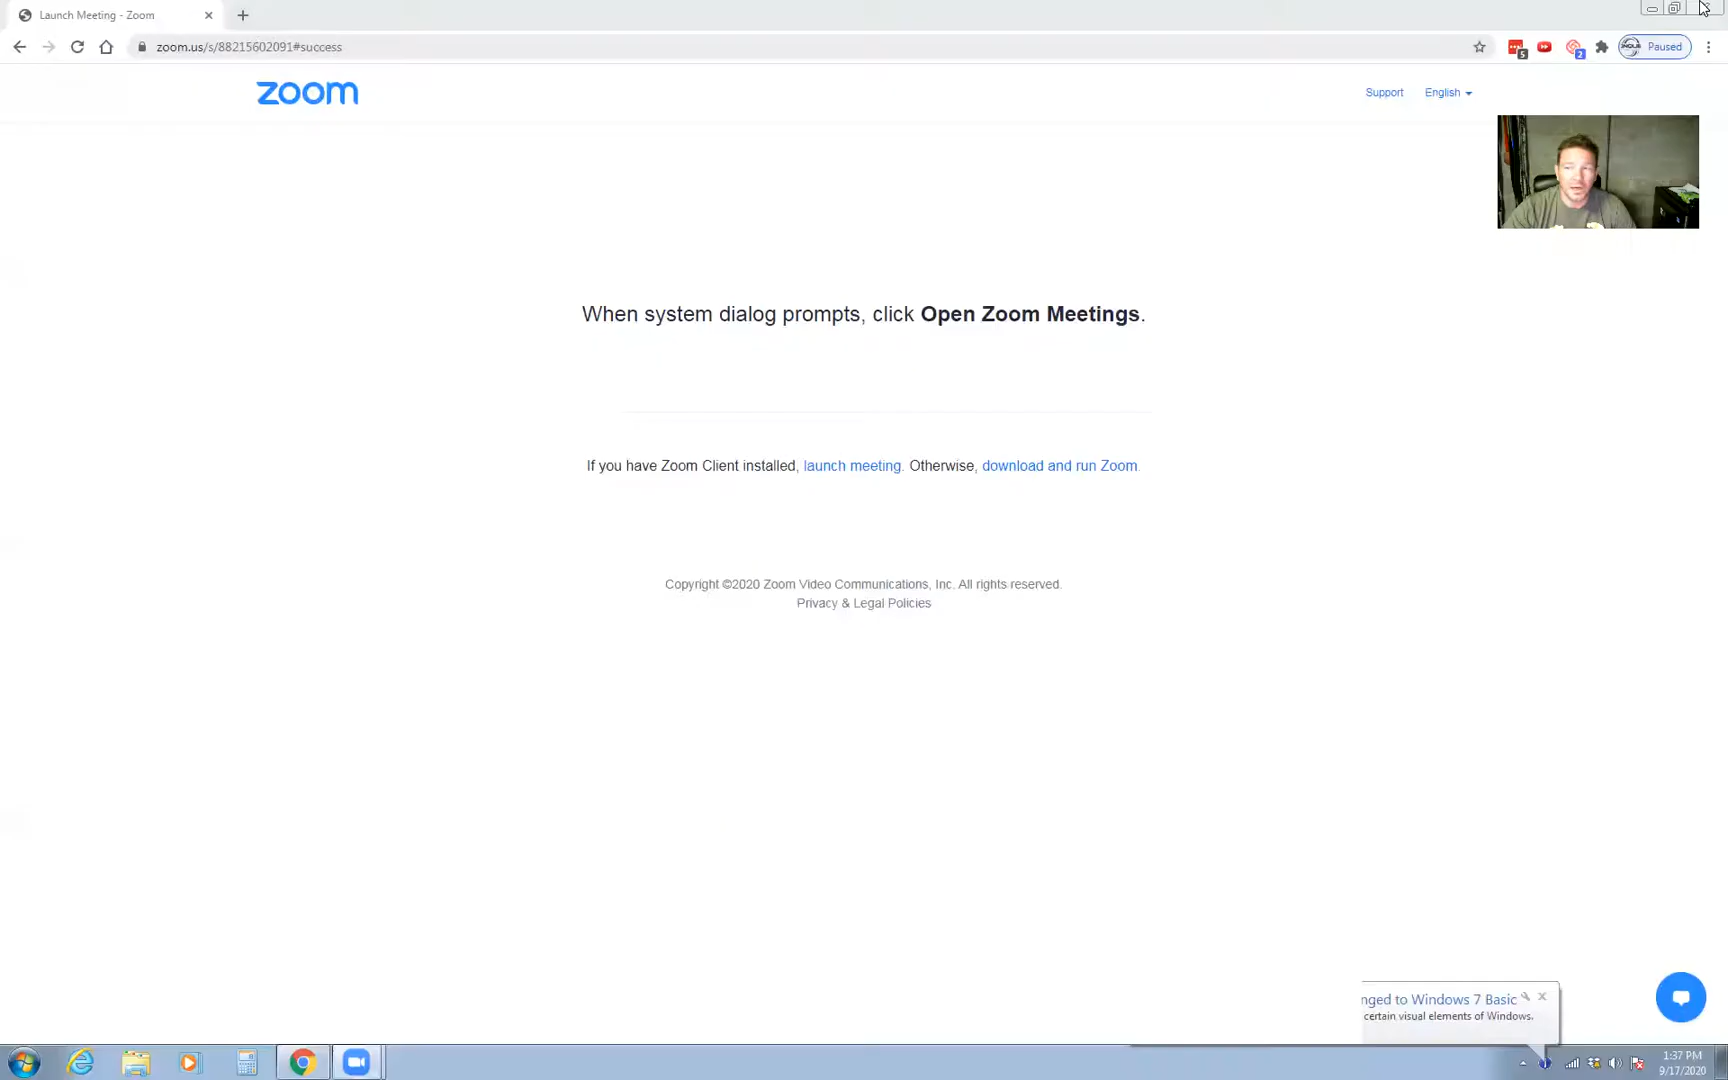 Launch Meeting - Zoom
zoom.us/s/88215602091#success
5
2
Paused
zoom
Support
English
When system dialog prompts, click Open Zoom Meetings.
If you have Zoom Client installed, launch meeting. Otherwise, download and run Zoom.
Copyright ©2020 Zoom Video Communications, Inc. All rights reserved.
Privacy & Legal Policies
nged to Windows 7 Basic
certain visual elements of Windows.
1:37 PM
9/17/2020